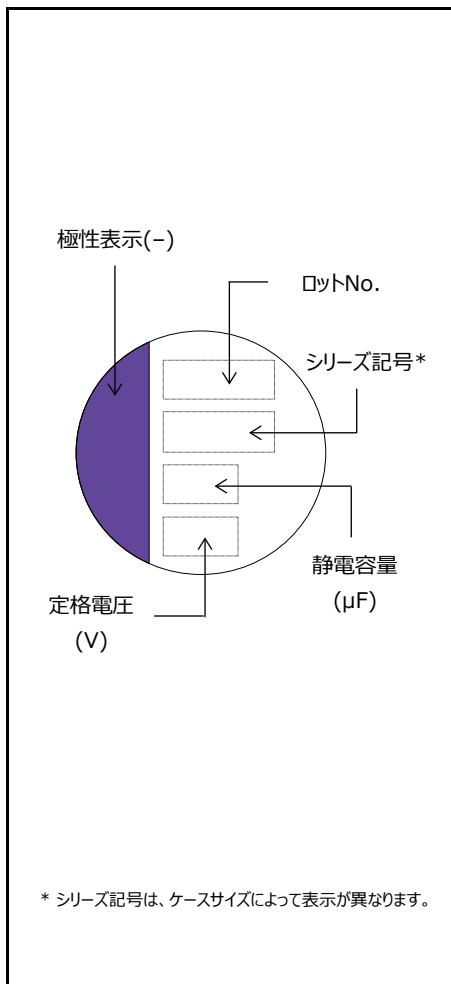 極性表示(−)
ロットNo.
シリーズ記号*
静電容量
(μF)
定格電圧
(V)
* シリーズ記号は、ケースサイズによって表示が異なります。